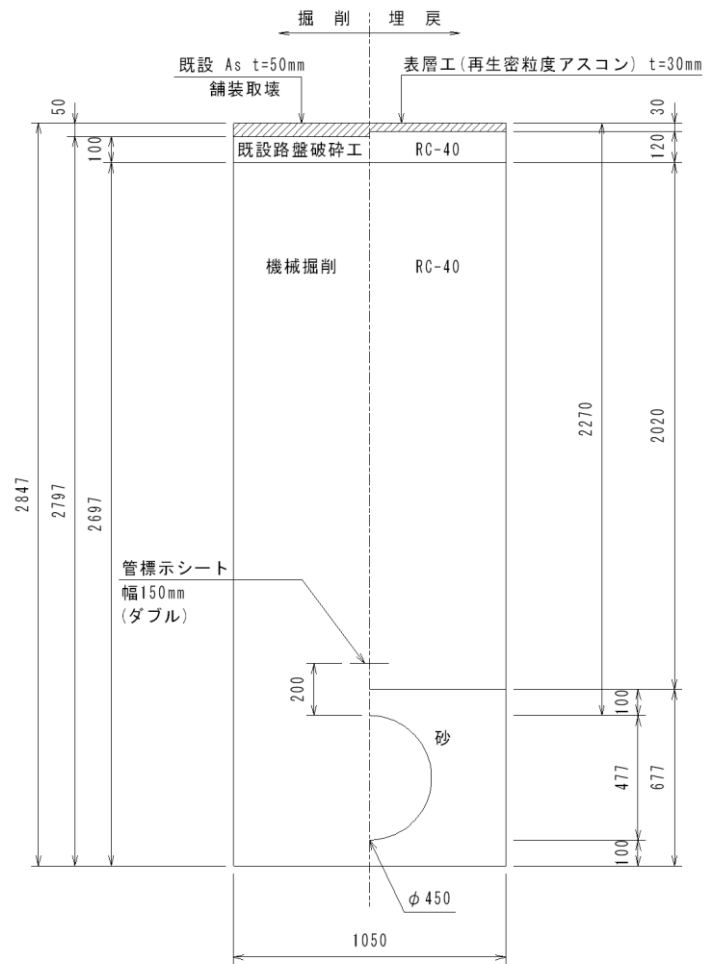 掘 削 埋 戻
既設 As t=50mm
舗装取壊
表層工(再生密粒度アスコン) t=30mm
50
30
100
既設路盤破砕工
RC-40
120
機械掘削
RC-40
2847
2797
2697
2270
2020
管標示シート
幅150mm
(ダブル)
200
100
砂
477
677
100
φ450
1050